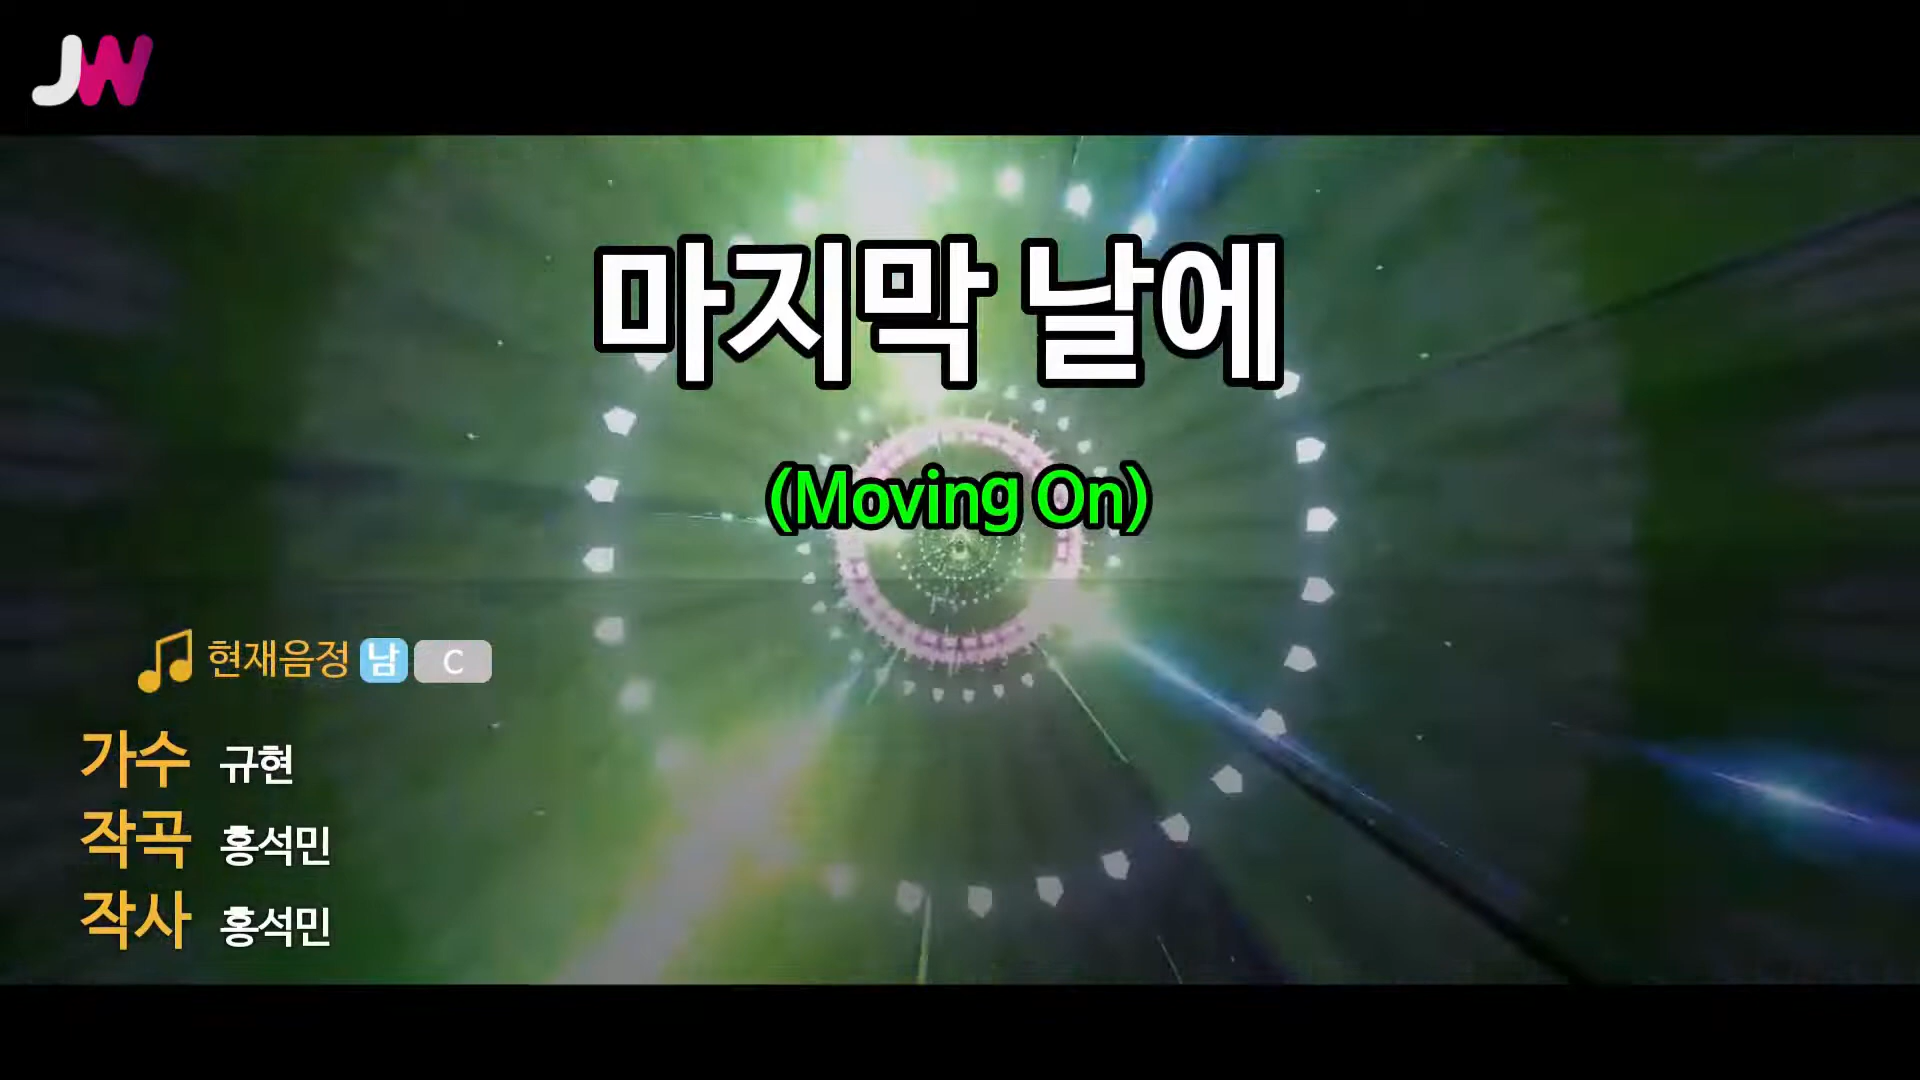 JW
마지막 날에
(Moving On)
현재음정 남 C
가수 규현
작곡 홍석민
작사 홍석민